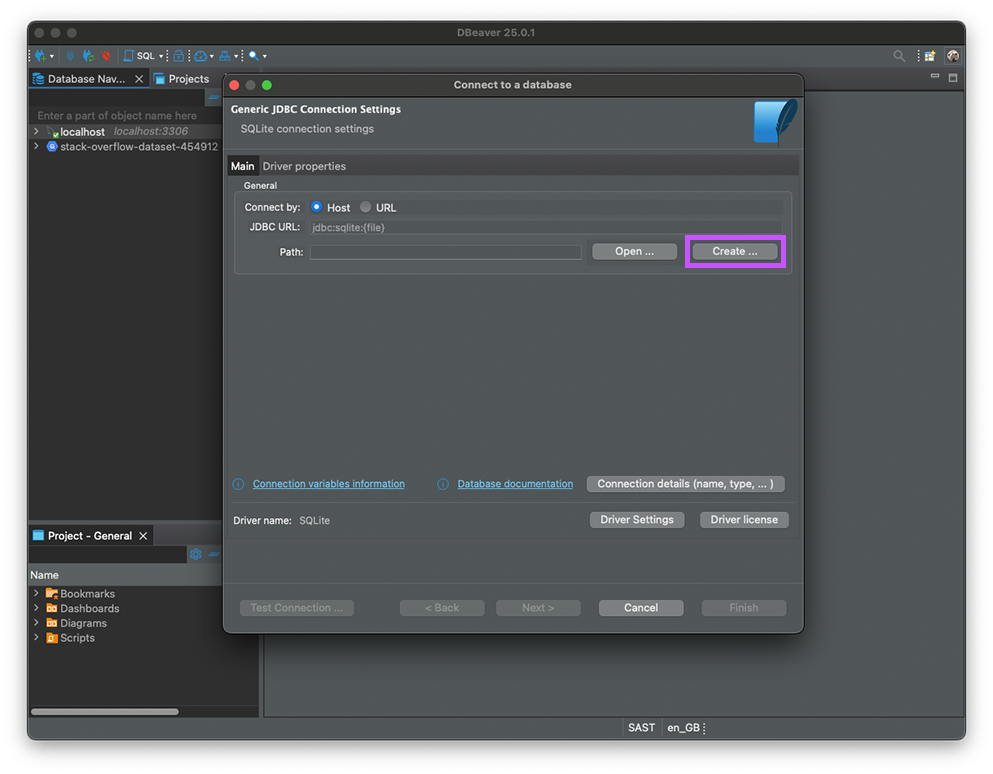 DBeaver 25.0.1
SQL
Database Nav...
Projects
Enter a part of object name here
localhost localhost:3306
stack-overflow-dataset-454912
Connect to a database
Generic JDBC Connection Settings
SQLite connection settings
Main Driver properties
General
Connect by: Host URL
JDBC URL: jdbc:sqlite:{file}
Path: Open ... Create ...
Connection variables information Database documentation Connection details (name, type, ... )
Driver name: SQLite Driver Settings Driver license
Test Connection ... < Back Next > Cancel Finish
Project - General
Name
Bookmarks
Dashboards
Diagrams
Scripts
SAST en_GB